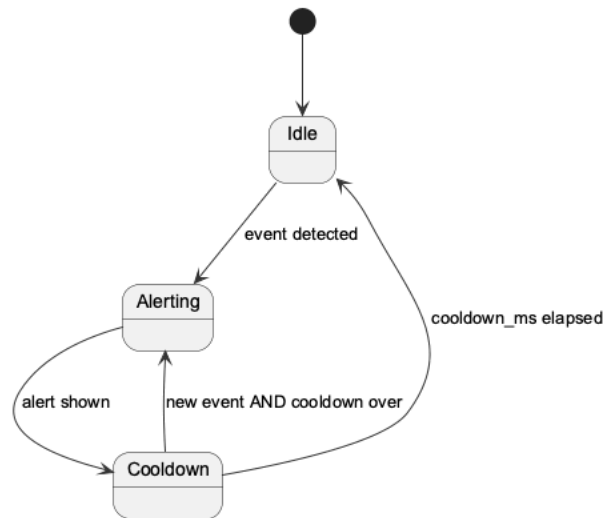 Idle
event detected
Alerting
cooldown_ms elapsed
alert shown
new event AND cooldown over
Cooldown